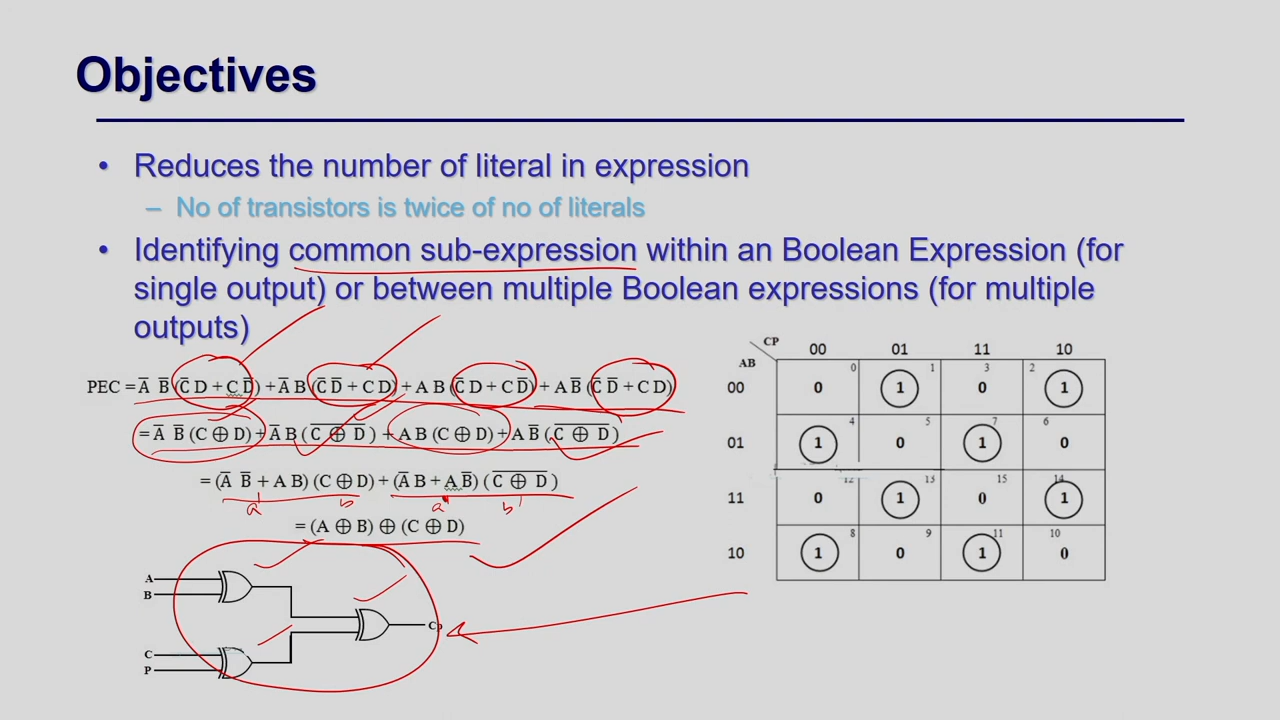 Objectives
• Reduces the number of literal in expression
– No of transistors is twice of no of literals
• Identifying common sub-expression within an Boolean Expression (for
single output) or between multiple Boolean expressions (for multiple
outputs)
PEC = A̅ B̅ (C̅ D + C D̅) + A̅ B (C̅ D̅ + C D) + A B (C̅ D + C D̅) + A B̅ (C̅ D̅ + C D)
= A̅ B̅ (C ⊕ D) + A̅ B ( \overline{C ⊕ D} ) + A B (C ⊕ D) + A B̅ ( \overline{C ⊕ D} )
= (A̅ B̅ + A B) (C ⊕ D) + (A̅ B + A B̅) ( \overline{C ⊕ D} )
a' b a b'
= (A ⊕ B) ⊕ (C ⊕ D)
A
B
C
P
Cp
CP
AB
00 01 11 10
00 0 0 1 1 0 3 1 2
01 1 4 0 5 1 7 0 6
11 0 12 1 13 0 15 1 14
10 1 8 0 9 1 11 0 10